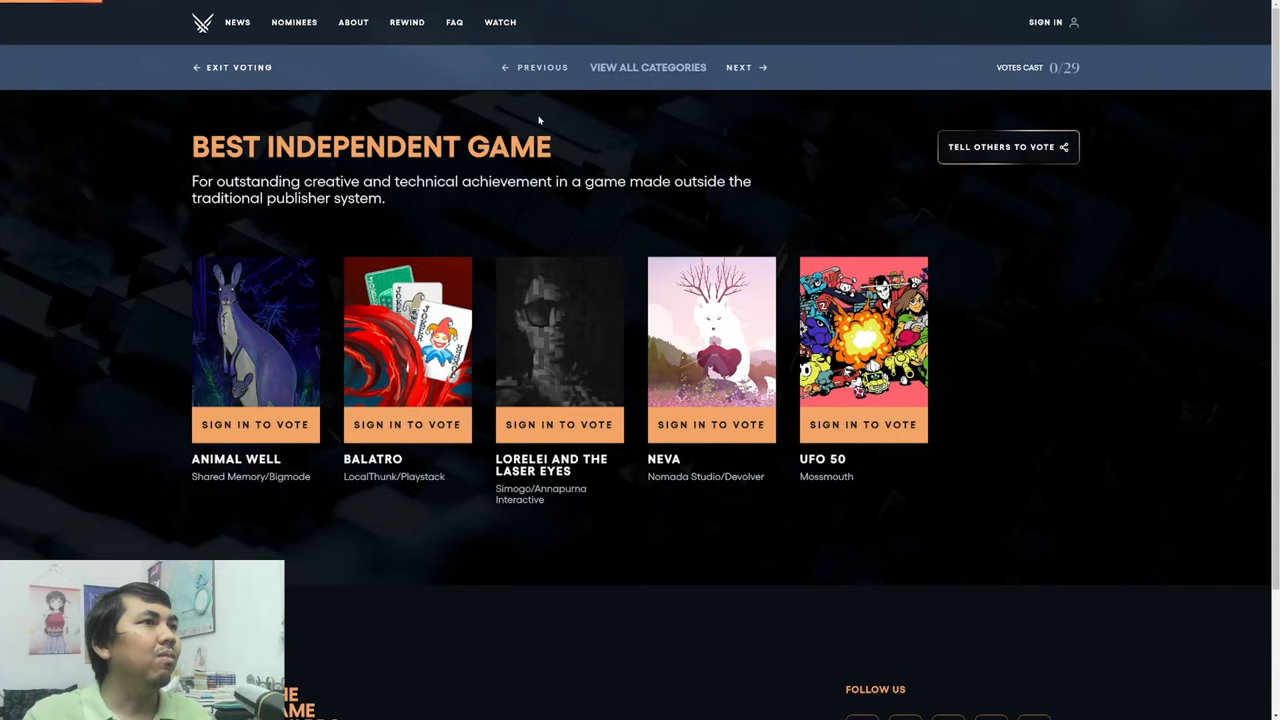 NEWS NOMINEES ABOUT REWIND FAQ WATCH SIGN IN
EXIT VOTING PREVIOUS VIEW ALL CATEGORIES NEXT VOTES CAST 0/29
BEST INDEPENDENT GAME
TELL OTHERS TO VOTE
For outstanding creative and technical achievement in a game made outside the
traditional publisher system.
SIGN IN TO VOTE SIGN IN TO VOTE SIGN IN TO VOTE SIGN IN TO VOTE SIGN IN TO VOTE
ANIMAL WELL
Shared Memory/Bigmode
BALATRO
LocalThunk/Playstack
LORELEI AND THE
LASER EYES
Simogo/Annapurna
Interactive
NEVA
Nomada Studio/Devolver
UFO 50
Mossmouth
FOLLOW US